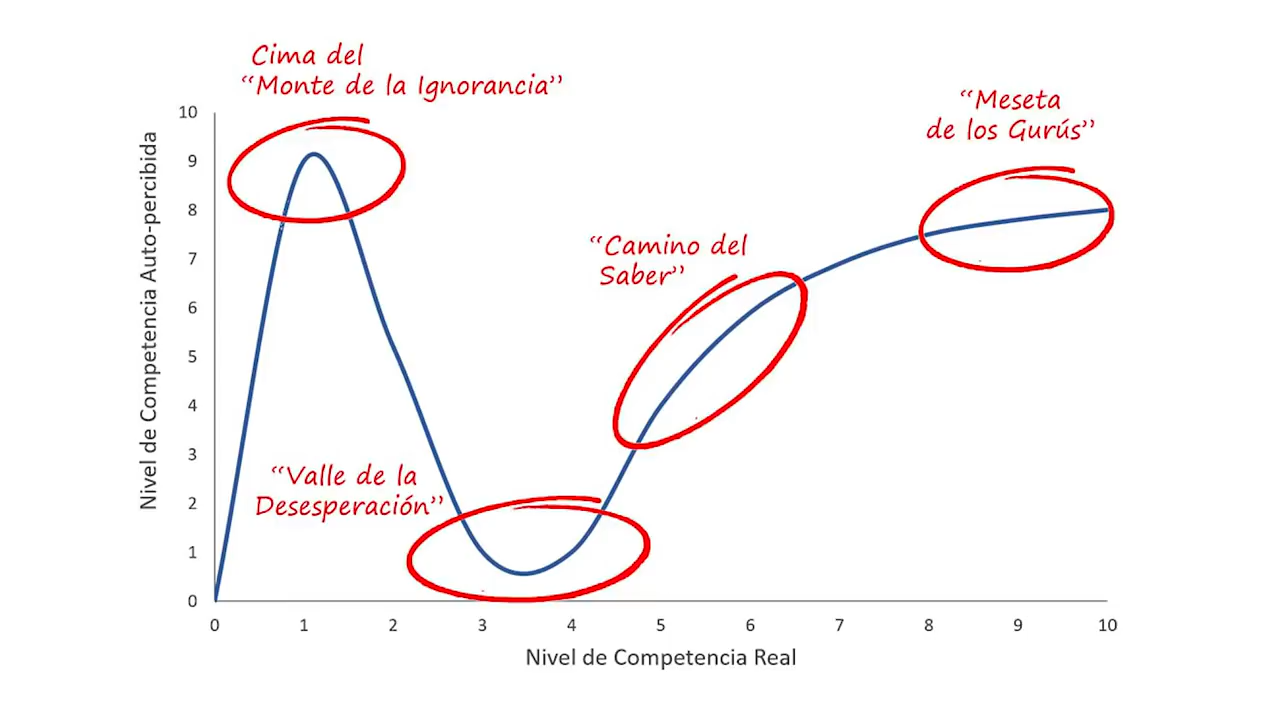 Cima del
“Monte de la Ignorancia”
“Meseta
de los Gurús”
“Camino del
Saber”
“Valle de la
Desesperación”
Nivel de Competencia Auto-percibida
10
9
8
7
6
5
4
3
2
1
0
0 1 2 3 4 5 6 7 8 9 10
Nivel de Competencia Real